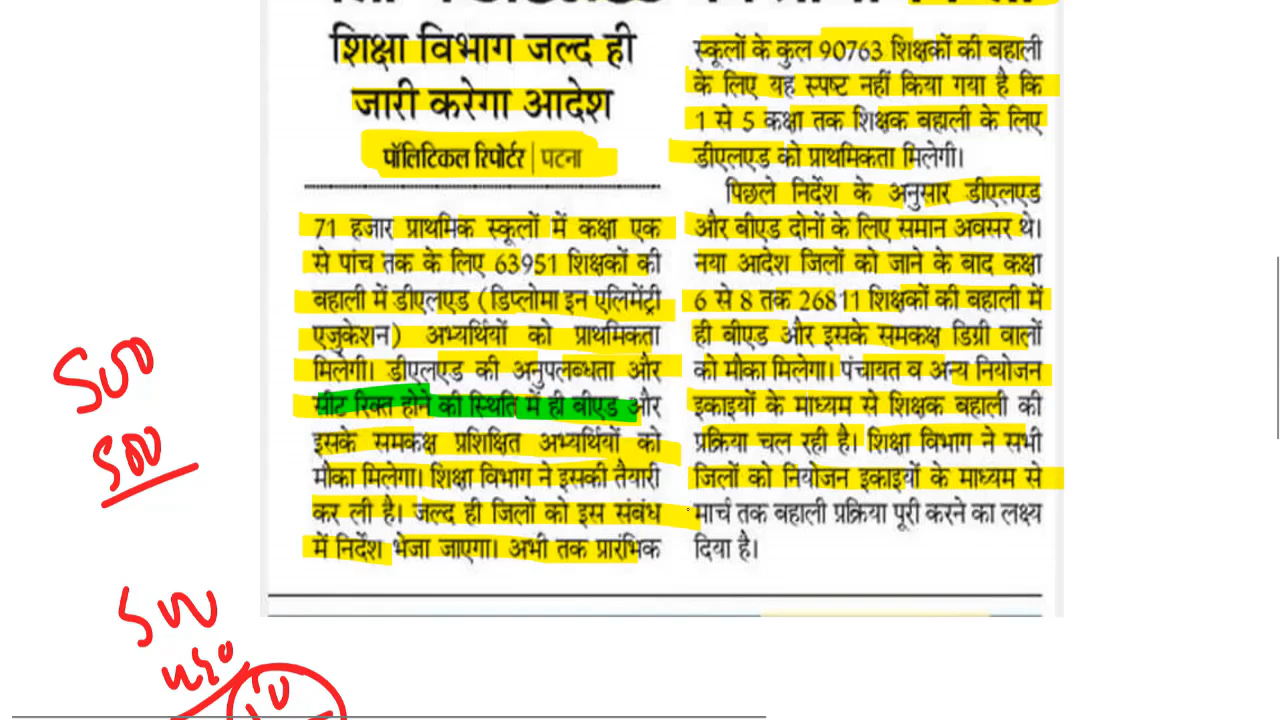 शिक्षा विभाग जल्द ही
जारी करेगा आदेश
पॉलिटिकल रिपोर्टर | पटना
71 हजार प्राथमिक स्कूलों में कक्षा एक
से पांच तक के लिए 63951 शिक्षकों की
बहाली में डीएलएड (डिप्लोमा इन एलिमेंट्री
एजुकेशन) अभ्यर्थियों को प्राथमिकता
मिलेगी। डीएलएड की अनुपलब्धता और
सीट रिक्त होने की स्थिति में ही बीएड और
इसके समकक्ष प्रशिक्षित अभ्यर्थियों को
मौका मिलेगा। शिक्षा विभाग ने इसकी तैयारी
कर ली है। जल्द ही जिलों को इस संबंध
में निर्देश भेजा जाएगा। अभी तक प्रारंभिक
स्कूलों के कुल 90763 शिक्षकों की बहाली
के लिए यह स्पष्ट नहीं किया गया है कि
1 से 5 कक्षा तक शिक्षक बहाली के लिए
डीएलएड को प्राथमिकता मिलेगी।
पिछले निर्देश के अनुसार डीएलएड
और बीएड दोनों के लिए समान अवसर थे।
नया आदेश जिलों को जाने के बाद कक्षा
6 से 8 तक 26811 शिक्षकों की बहाली में
ही बीएड और इसके समकक्ष डिग्री वालों
को मौका मिलेगा। पंचायत व अन्य नियोजन
इकाइयों के माध्यम से शिक्षक बहाली की
प्रक्रिया चल रही है। शिक्षा विभाग ने सभी
जिलों को नियोजन इकाइयों के माध्यम से
मार्च तक बहाली प्रक्रिया पूरी करने का लक्ष्य
दिया है।
500
500
500